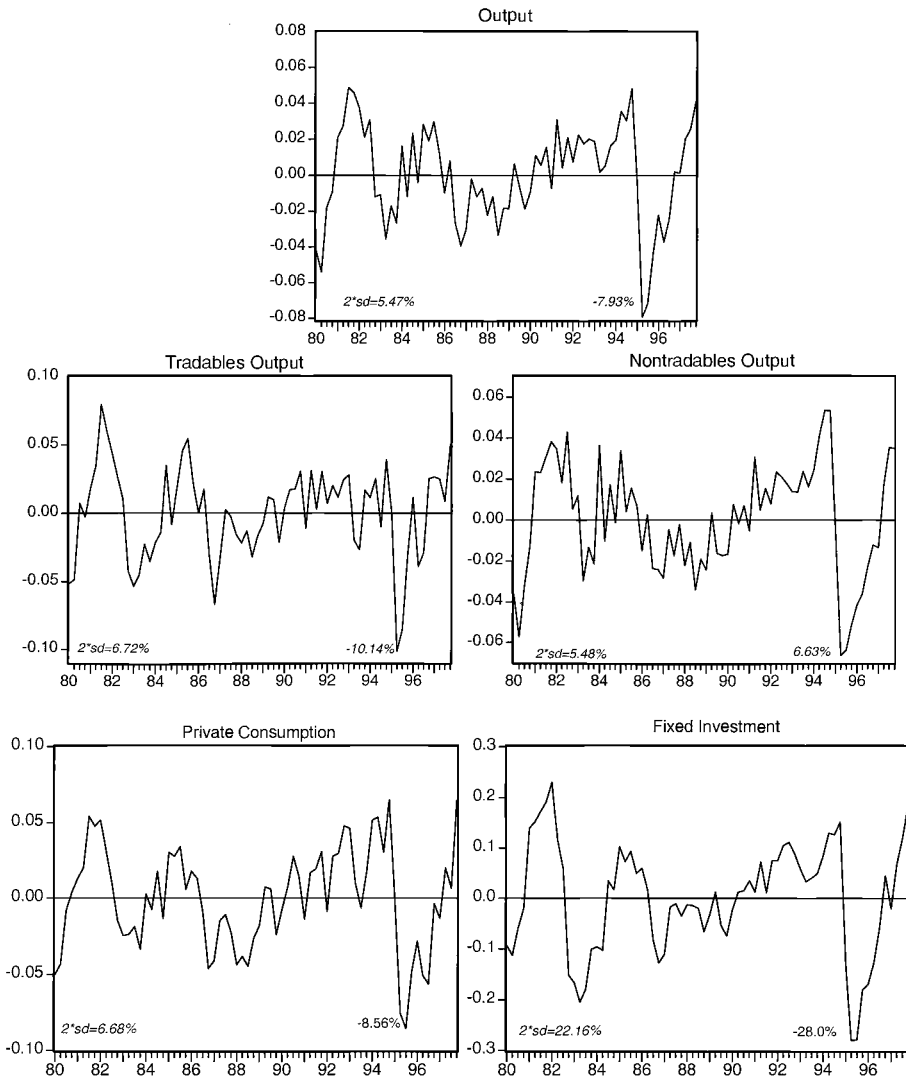 Output
0.08
0.06
0.04
0.02
0.00
-0.02
-0.04
-0.06
-0.08
2*sd=5.47%
-7.93%
80 82 84 86 88 90 92 94 96
Tradables Output
0.10
0.05
0.00
-0.05
-0.10
2*sd=6.72%
-10.14%
80 82 84 86 88 90 92 94 96
Nontradables Output
0.06
0.04
0.02
0.00
-0.02
-0.04
-0.06
2*sd=5.48%
6.63%
80 82 84 86 88 90 92 94 96
Private Consumption
0.10
0.05
0.00
-0.05
-0.10
2*sd=6.68%
-8.56%
80 82 84 86 88 90 92 94 96
Fixed Investment
0.3
0.2
0.1
0.0
-0.1
-0.2
-0.3
2*sd=22.16%
-28.0%
80 82 84 86 88 90 92 94 96